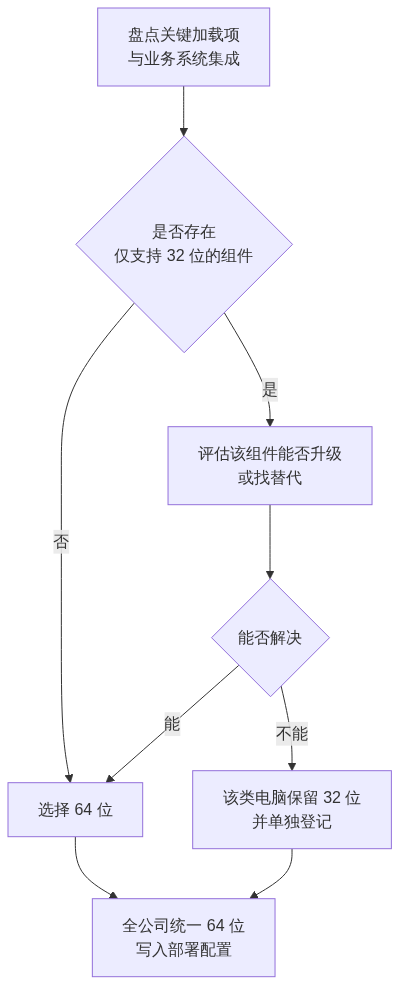 盘点关键加载项
与业务系统集成
是否存在
仅支持 32 位的组件
是
评估该组件能否升级
或找替代
否
能否解决
能
不能
选择 64 位
该类电脑保留 32 位
并单独登记
全公司统一 64 位
写入部署配置